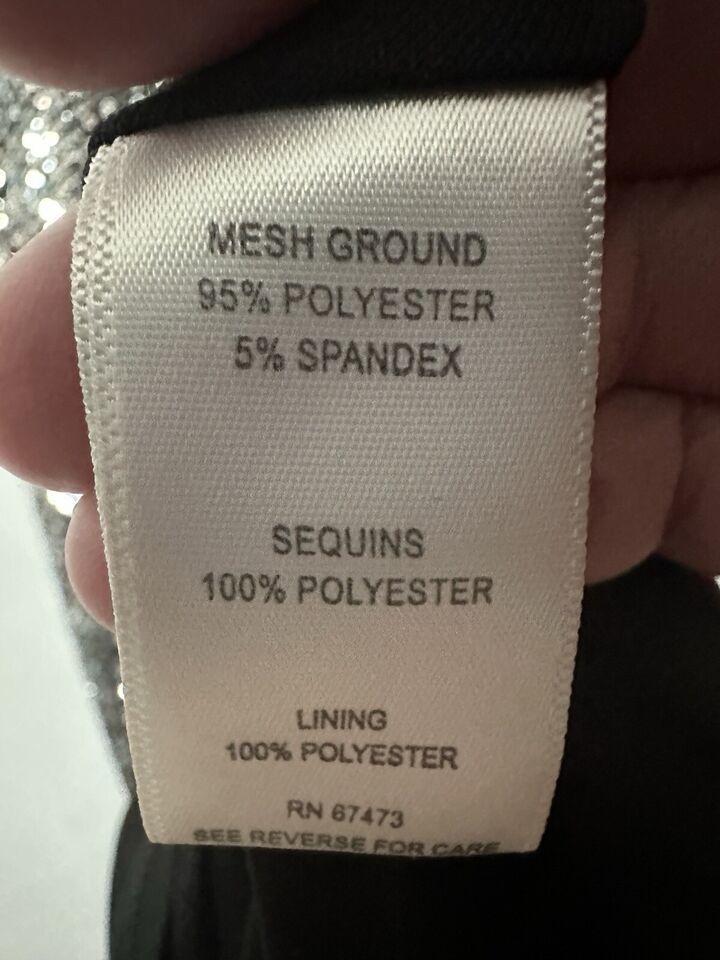 MESH GROUND
95% POLYESTER
5% SPANDEX
SEQUINS
100% POLYESTER
LINING
100% POLYESTER
RN 67473
SEE REVERSE FOR CARE